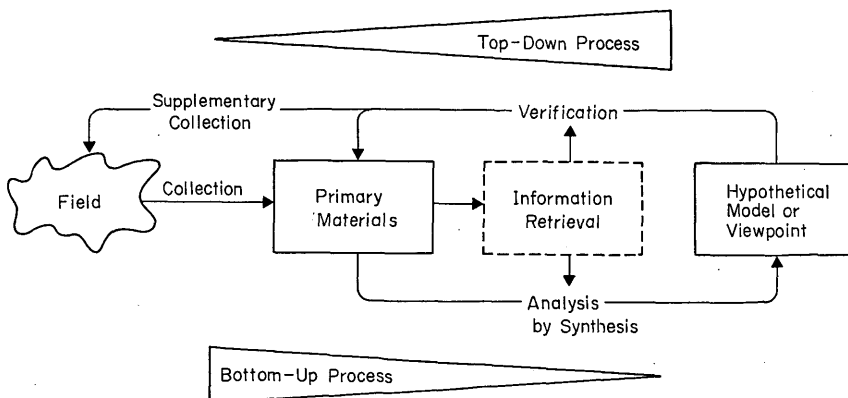 Top-Down Process
Supplementary
Collection
Verification
Field
Collection
Primary
Materials
Information
Retrieval
Hypothetical
Model or
Viewpoint
Analysis
by Synthesis
Bottom-Up Process